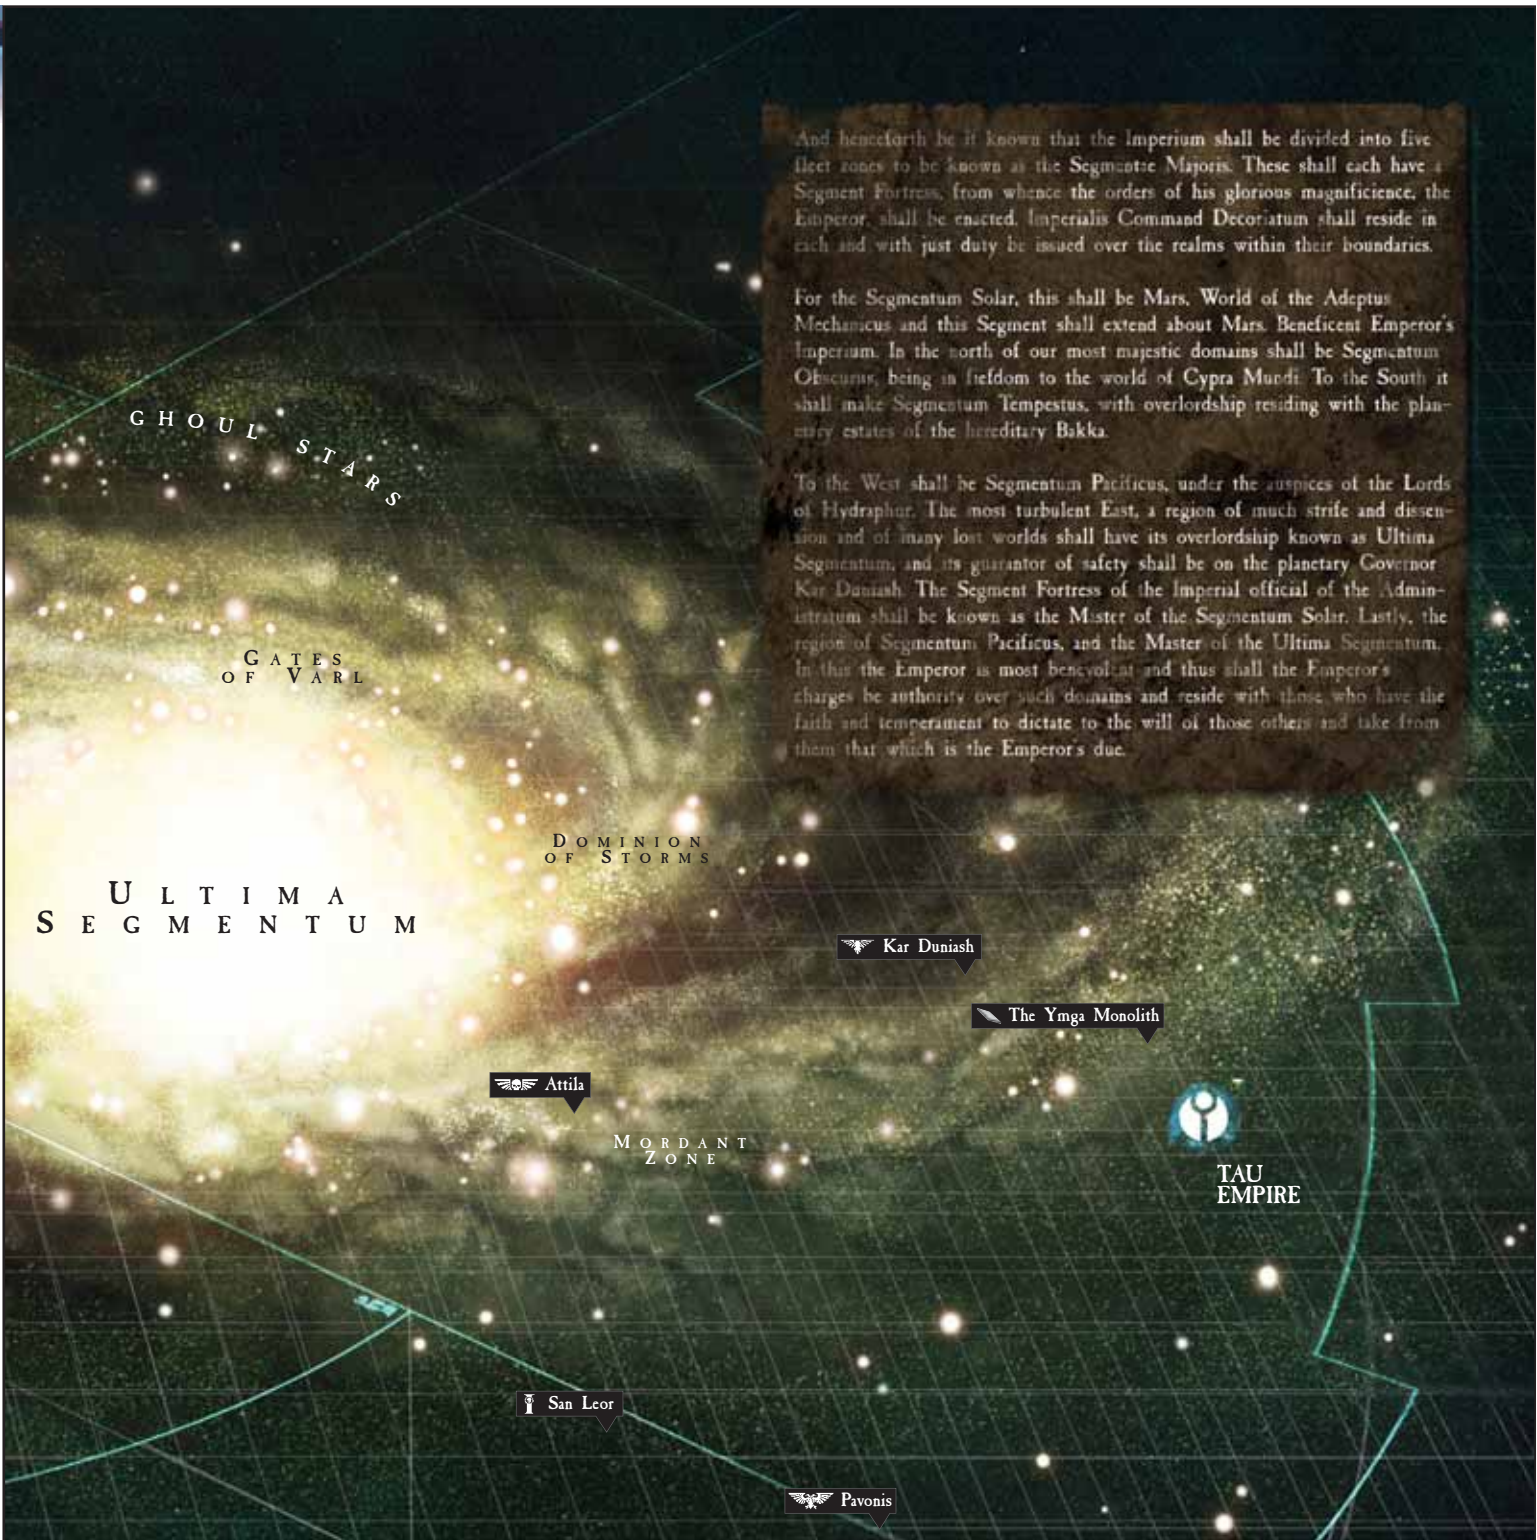 And henceforth be it known that the Imperium shall be divided into five
fleet zones to be known as the Segmentae Majoris. These shall each have a
Segment Fortress, from whence the orders of his glorious magnificience, the
Emperor, shall be enacted. Imperialis Command Decoriatum shall reside in
each and with just duty be issued over the realms within their boundaries.
For the Segmentum Solar, this shall be Mars, World of the Adeptus
Mechanicus and this Segment shall extend about Mars. Beneficent Emperor's
Imperium. In the north of our most majestic domains shall be Segmentum
Obscurus, being in fiefdom to the world of Cypra Mundi. To the South it
shall make Segmentum Tempestus, with overlordship residing with the plan-
etary estates of the hereditary Bakka.
To the West shall be Segmentum Pacificus, under the auspices of the Lords
of Hydraphur. The most turbulent East, a region of much strife and dissen-
sion and of many lost worlds shall have its overlordship known as Ultima
Segmentum, and its guarantor of safety shall be on the planetary Governor
Kar Duniash. The Segment Fortress of the Imperial official of the Admin-
istratum shall be known as the Master of the Segmentum Solar. Lastly, the
region of Segmentum Pacificus, and the Master of the Ultima Segmentum.
In this the Emperor is most benevolent and thus shall the Emperor's
charges be authority over such domains and reside with those who have the
faith and temperament to dictate to the will of those others and take from
them that which is the Emperor's due.
GHOUL STARS
GATES
OF VARL
DOMINION
OF STORMS
ULTIMA
SEGMENTUM
Kar Duniash
The Ymga Monolith
Attila
MORDANT
ZONE
TAU
EMPIRE
San Leor
Pavonis